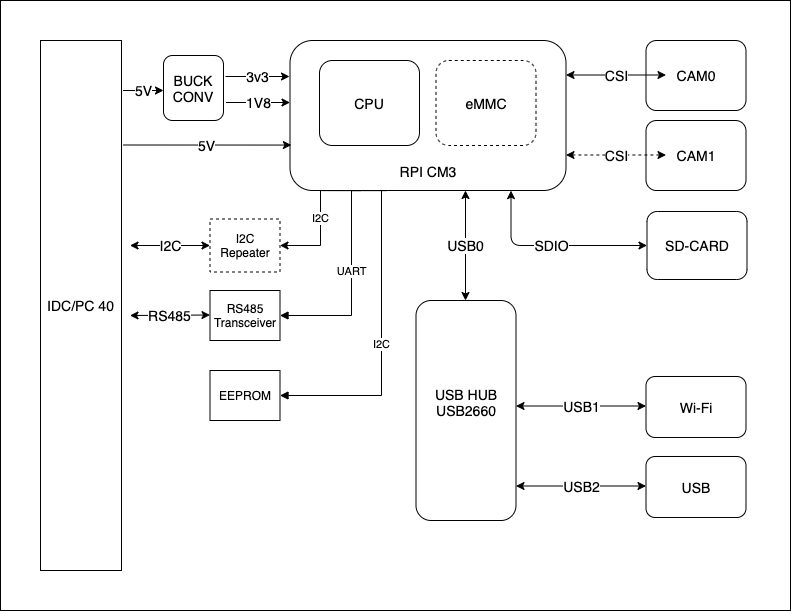 IDC/PC 40
5V
BUCK
CONV
3v3
1V8
5V
CPU
eMMC
RPI CM3
CSI
CAM0
CSI
CAM1
I2C
I2C
Repeater
I2C
UART
RS485
RS485
Transceiver
I2C
EEPROM
USB0
SDIO
SD-CARD
USB HUB
USB2660
USB1
Wi-Fi
USB2
USB